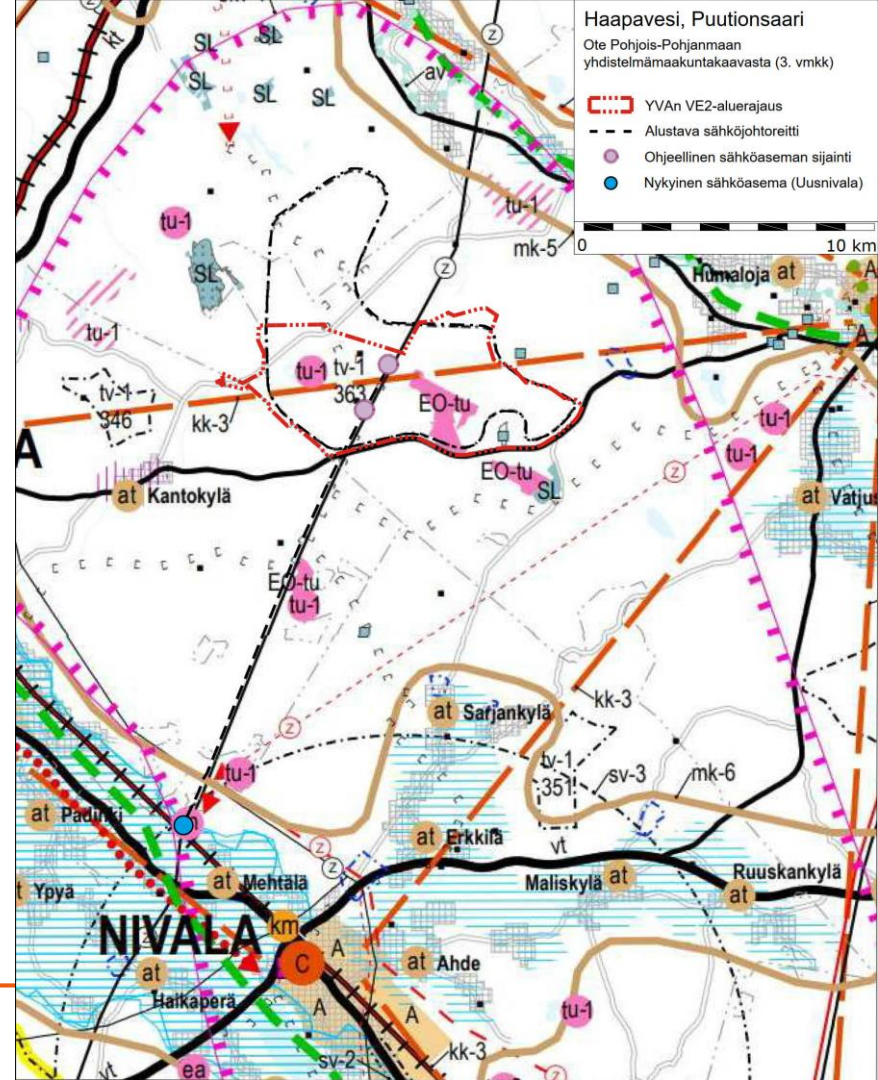 Haapavesi, Puutionsaari
Ote Pohjois-Pohjanmaan
yhdistelmämaakuntakaavasta (3. vmkk)
YVAn VE2-aluerajaus
Alustava sähköjohtoreitti
Ohjeellinen sähköaseman sijainti
Nykyinen sähköasema (Uusnivala)
0 10 km
kt
SL
SL
SL
SL
SL
av
z
tu-1
tu-1
mk-5
SL
z
Humaloja
at
A
tu-1
tu-1
tv-1
363
A
tv-1
346
kk-3
EO-tu
tu-1
tu-1
A
EO-tu
SL
z
at
Kantokylä
at
Vatjus
EO-tu
tu-1
kk-3
at
Sarjankylä
z
tu-1
tv-1
351
sv-3
mk-6
at
Padinki
at
Erkkilä
vt
z
z
Ypyä
at
Mehtälä
Maliskylä
at
Ruuskankylä
at
NIVALA
km
C
A
at
Ahde
at
Haikaperä
A
A
tu-1
kk-3
sv-2
vt
ea
z